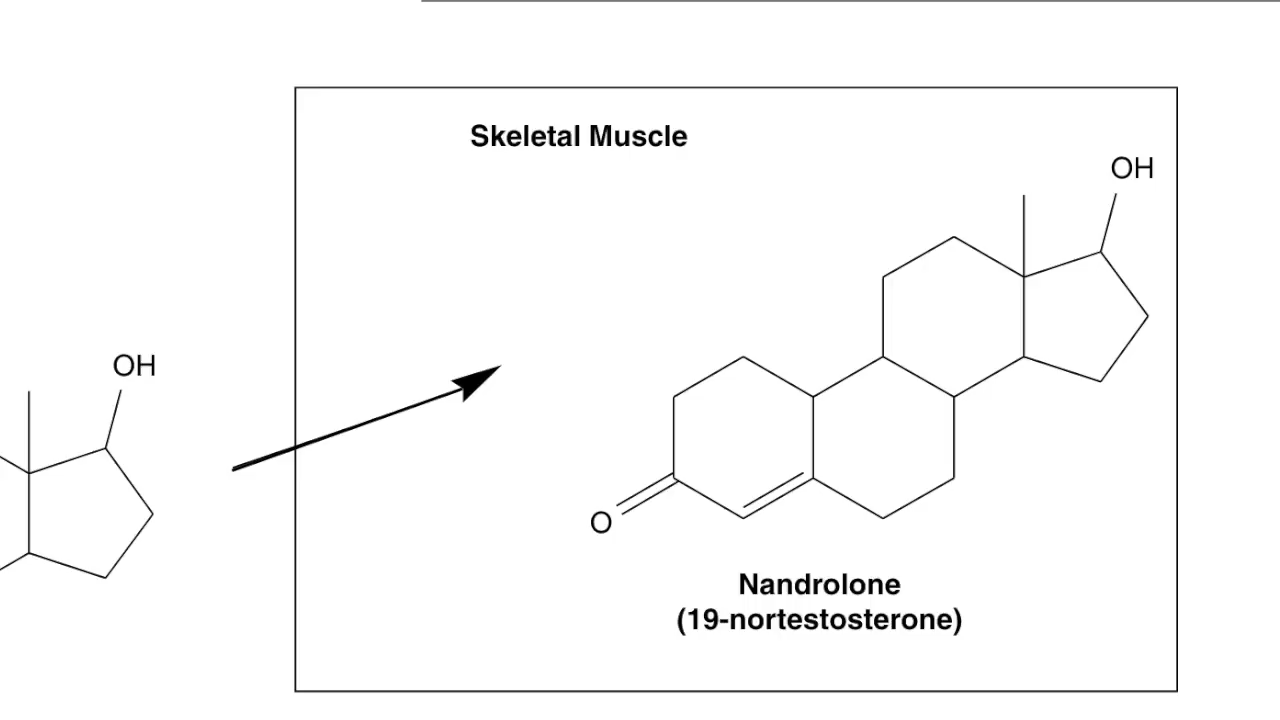 Skeletal Muscle
OH
OH
O
Nandrolone
(19-nortestosterone)